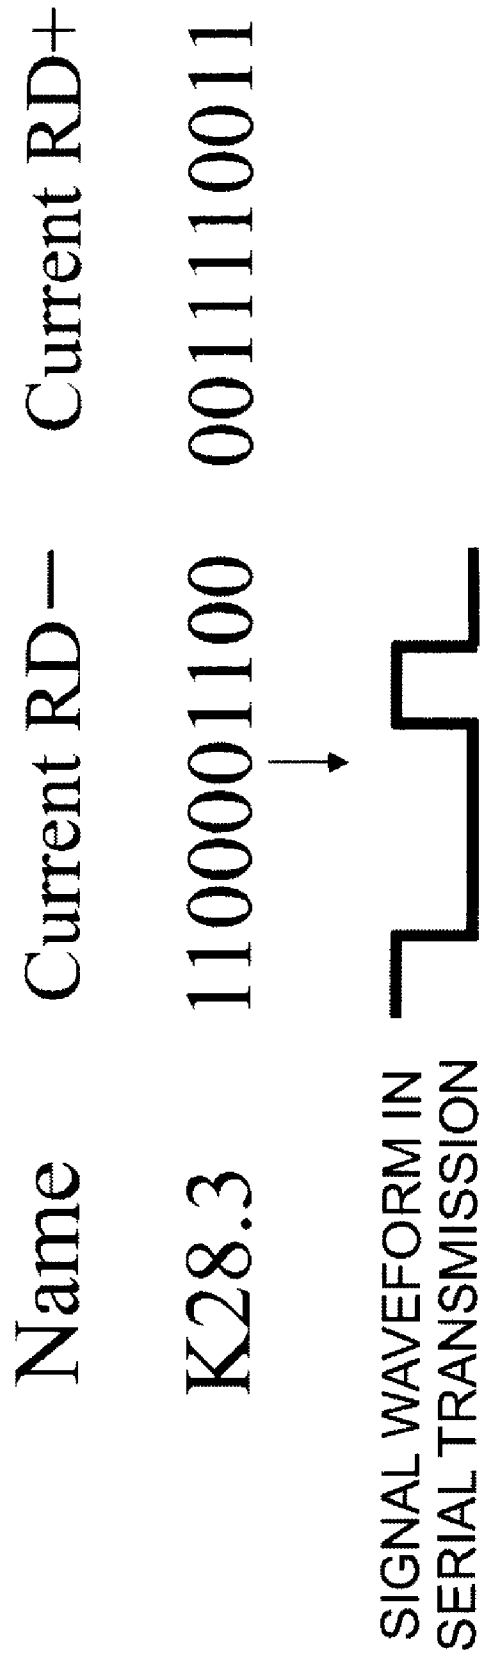 Name Current RD− Current RD+
K28.3 1100001100 0011110011
SIGNAL WAVEFORM IN
SERIAL TRANSMISSION